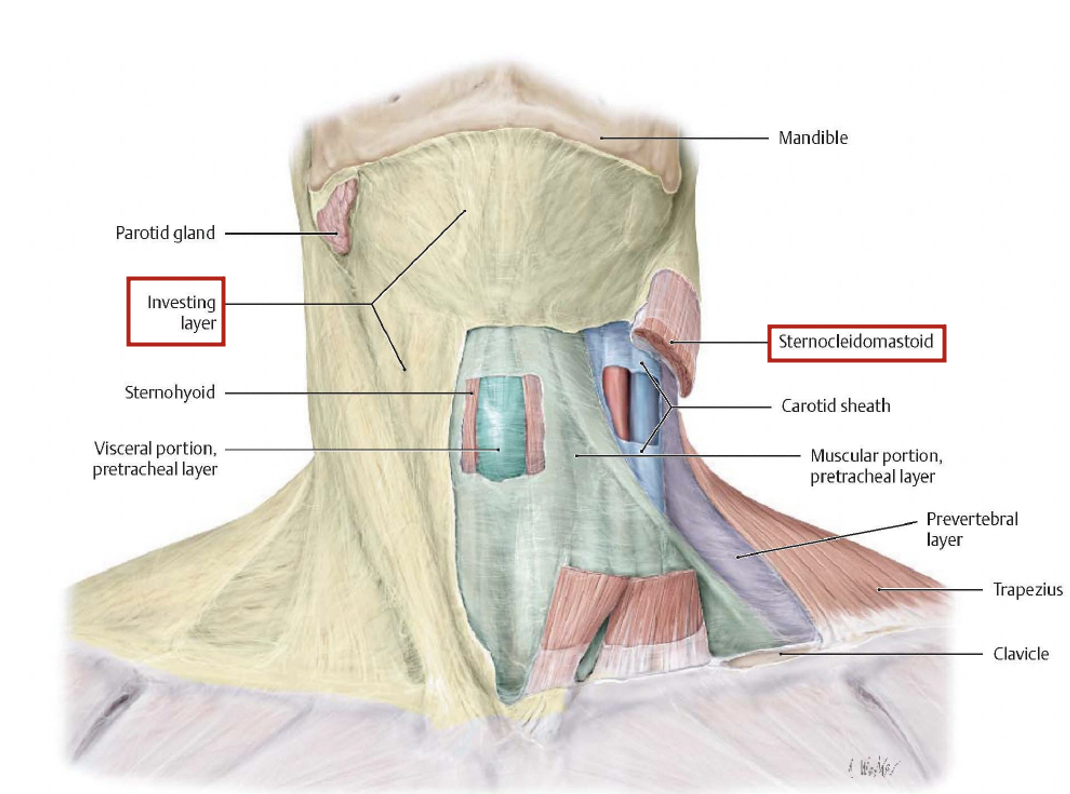 Mandible
Parotid gland
Investing
layer
Sternocleidomastoid
Sternohyoid
Carotid sheath
Visceral portion,
pretracheal layer
Muscular portion,
pretracheal layer
Prevertebral
layer
Trapezius
Clavicle